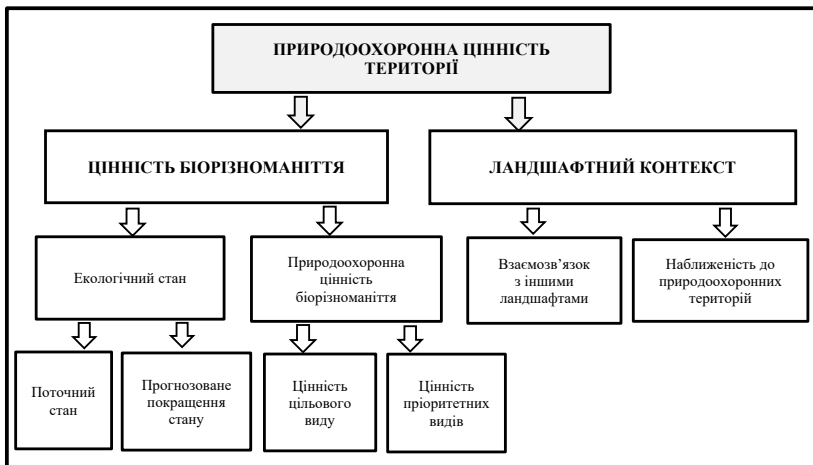 ПРИРОДООХОРОННА ЦІННІСТЬ
ТЕРИТОРІЇ
ЦІННІСТЬ БІОРІЗНОМАНІТТЯ
ЛАНДШАФТНИЙ КОНТЕКСТ
Екологічний стан
Природоохоронна
цінність
біорізноманіття
Взаємозв’язок
з іншими
ландшафтами
Наближеність до
природоохоронних
територій
Поточний
стан
Прогнозоване
покращення
стану
Цінність
цільового
виду
Цінність
пріоритетних
видів